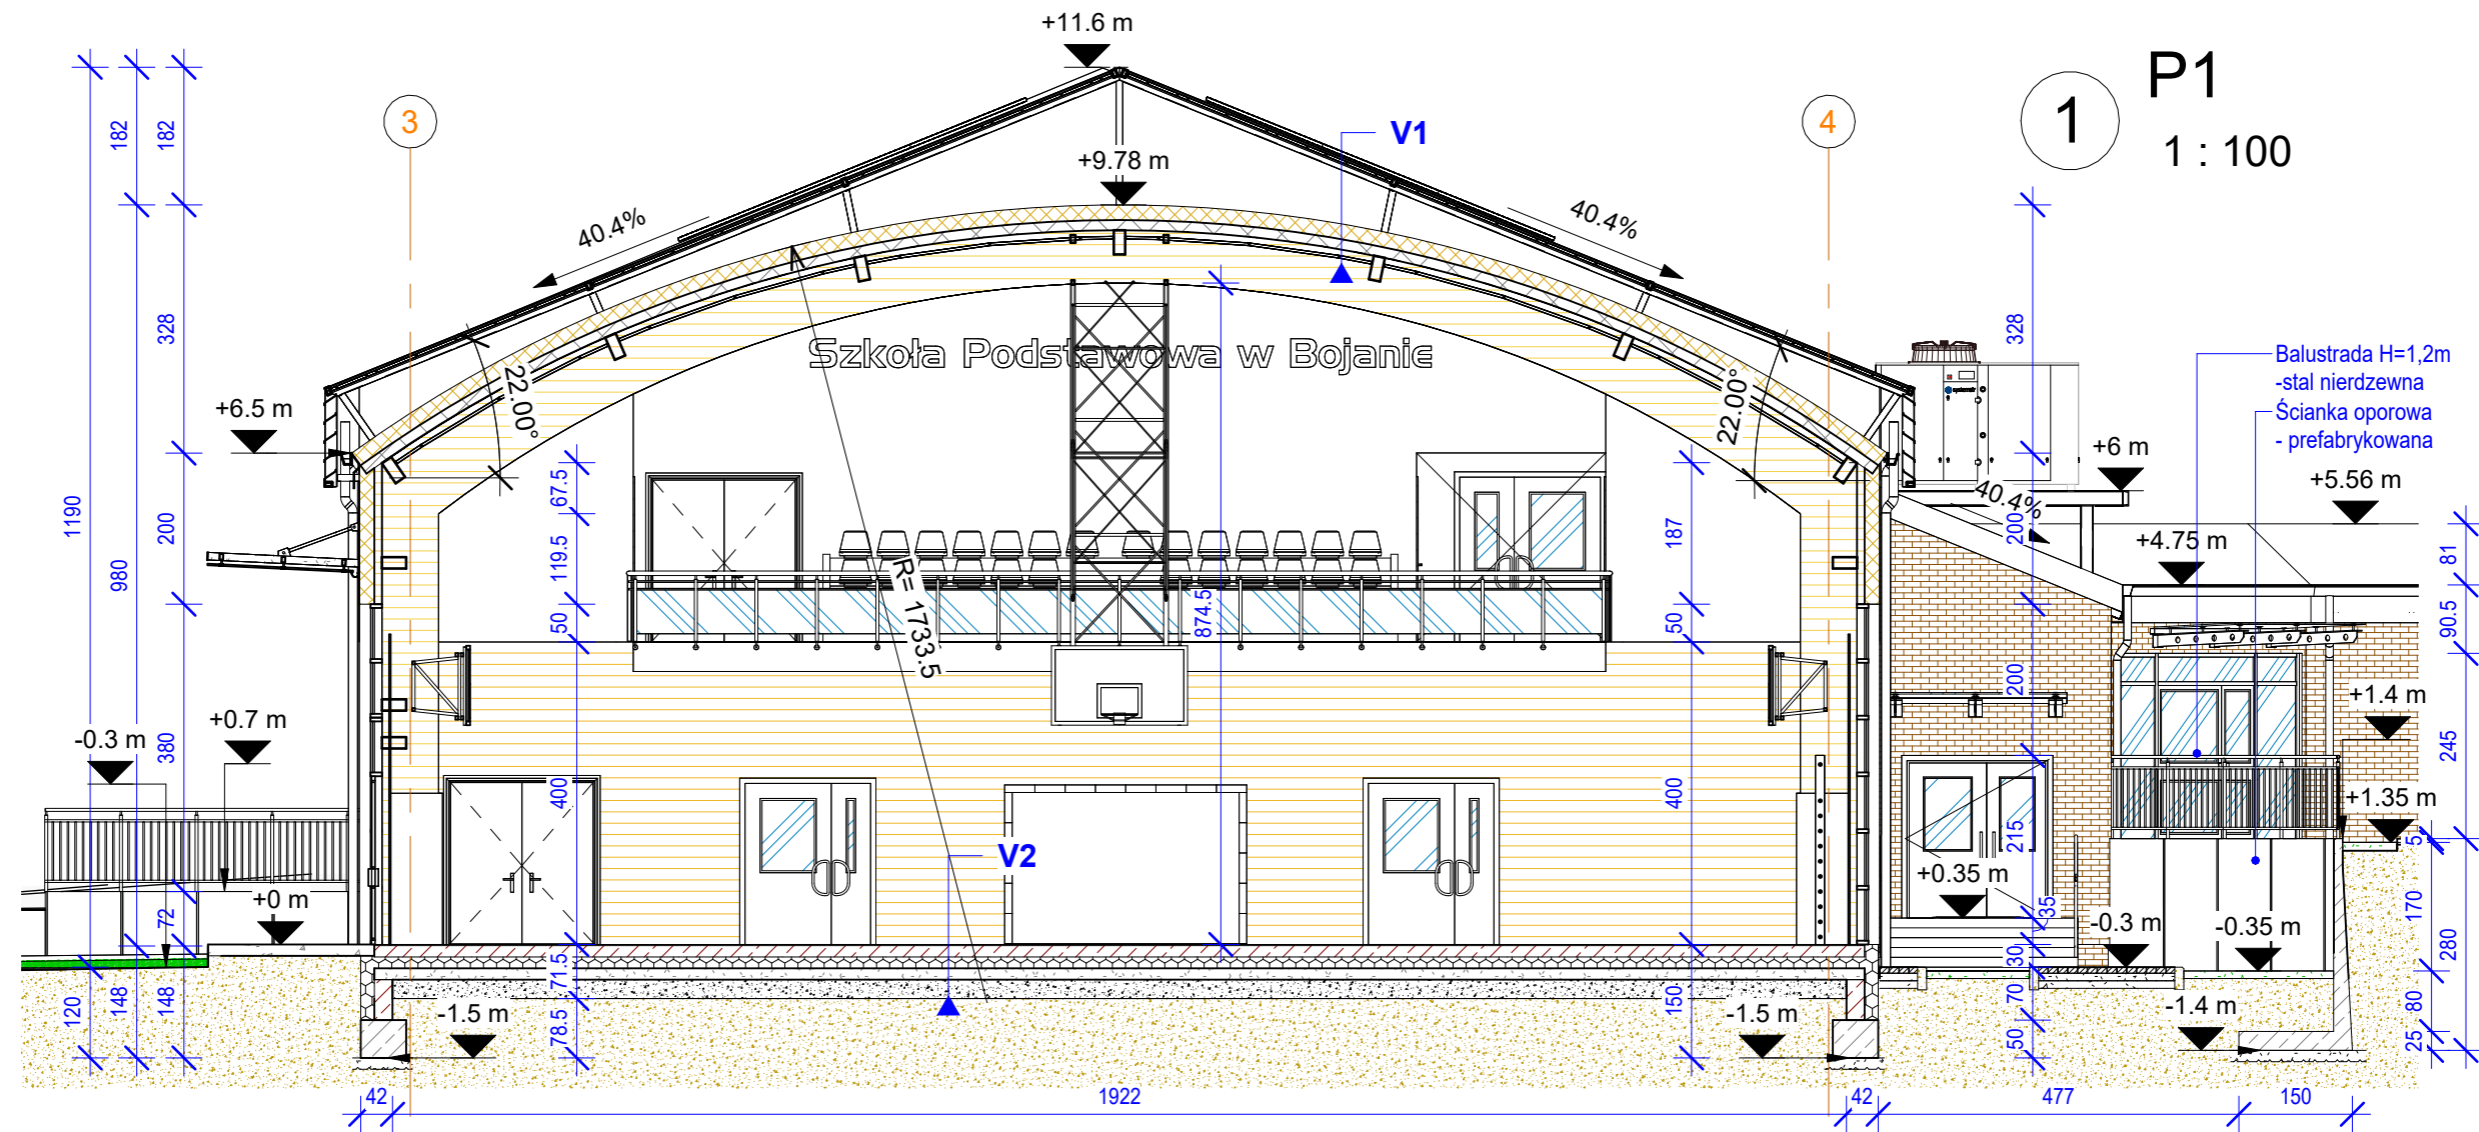 +11.6 m
P1
1
1 : 100
3
4
V1
182
182
+9.78 m
40.4%
40.4%
328
328
Szkoła Podstawowa w Bojanie
Balustrada H=1,2m
-stal nierdzewna
Ścianka oporowa
- prefabrykowana
22.00°
22.00°
+6.5 m
+6 m
+5.56 m
40.4%
1190
980
200
67.5
119.5
50
R= 1733.5
874.5
187
50
200
+4.75 m
81
90.5
200
+0.7 m
-0.3 m
380
+1.4 m
245
+1.35 m
400
400
215
5
V2
+0 m
72
+0.35 m
35
-0.3 m
-0.35 m
170
280
30
120
148
148
71.5
78.5
-1.5 m
150
-1.5 m
70
50
-1.4 m
80
25
42
1922
42
477
150